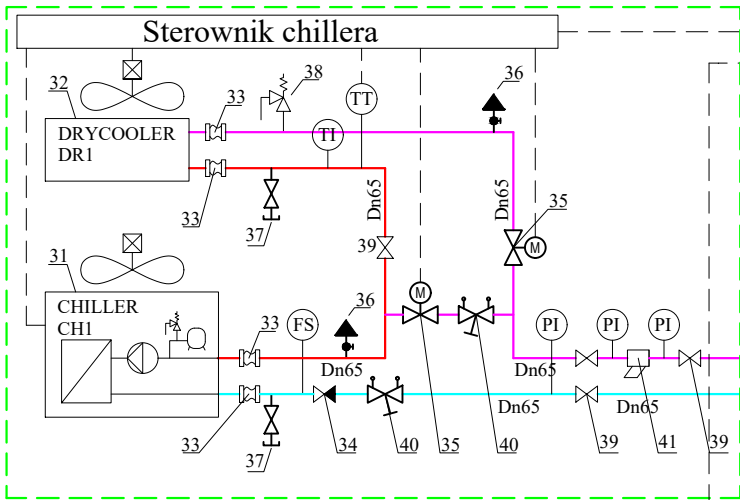 Sterownik chillera
32
33
38
36
TT
DRYCOOLER
DR1
TI
33
Dn65
Dn65
35
37
39
M
31
CHILLER
CH1
33
FS
36
M
PI
PI
PI
Dn65
Dn65
Dn65
Dn65
33
37
34
40
35
40
39
41
39